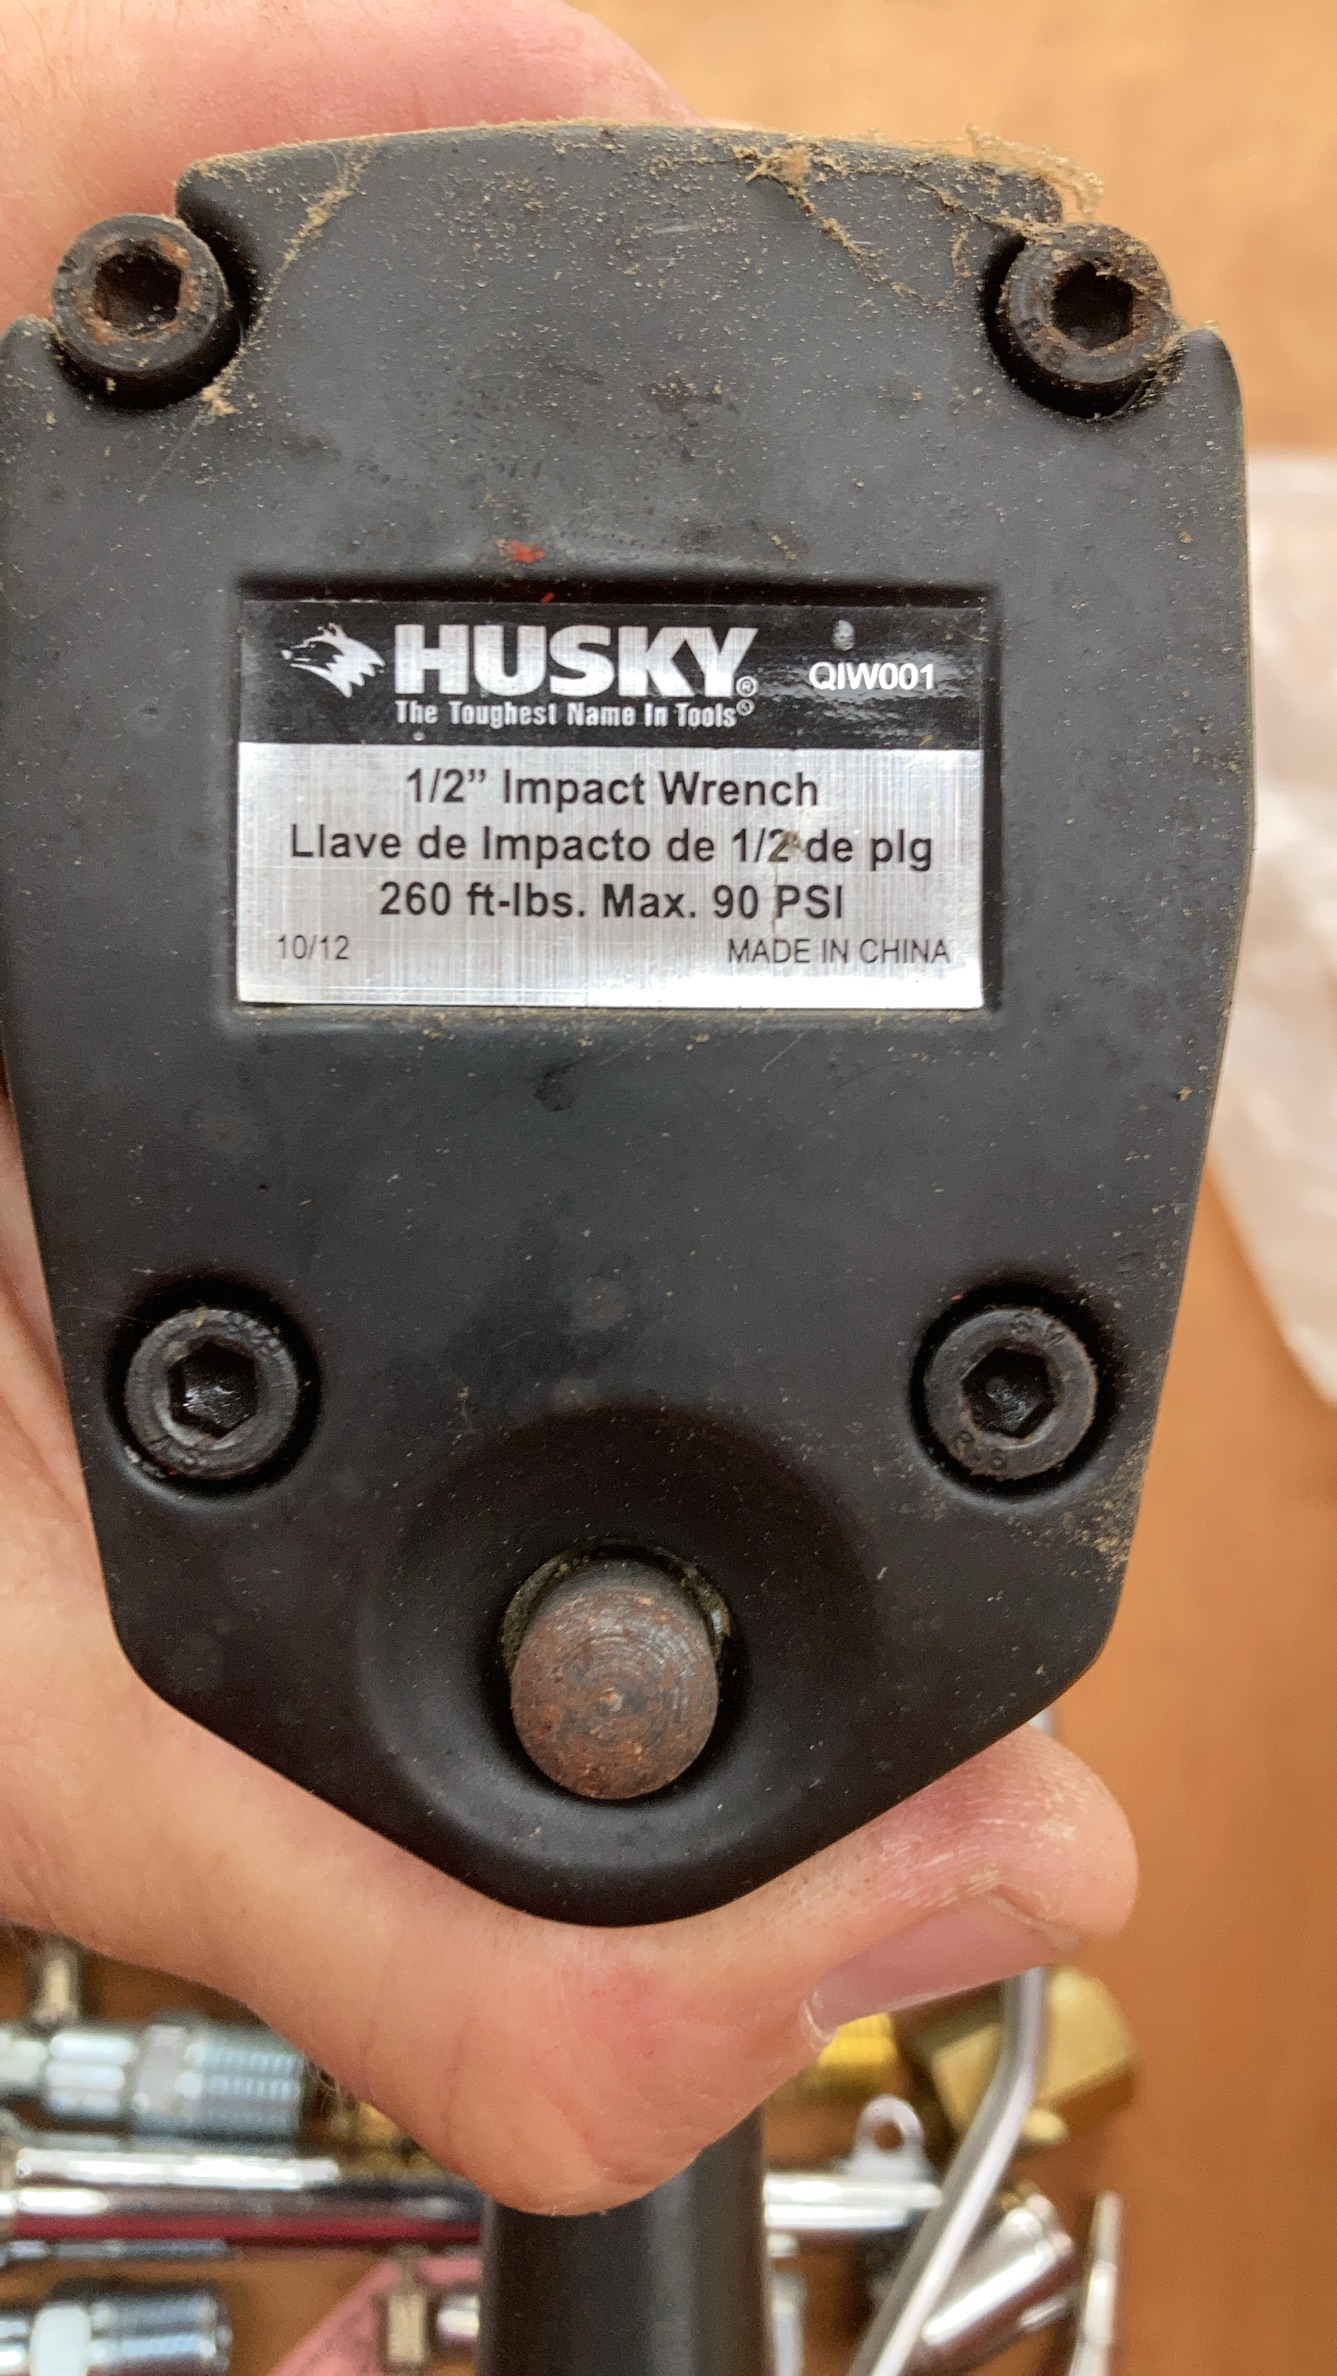 HUSKY® QIW001
The Toughest Name In Tools®
1/2” Impact Wrench
Llave de Impacto de 1/2 de plg
260 ft-lbs. Max. 90 PSI
10/12 MADE IN CHINA